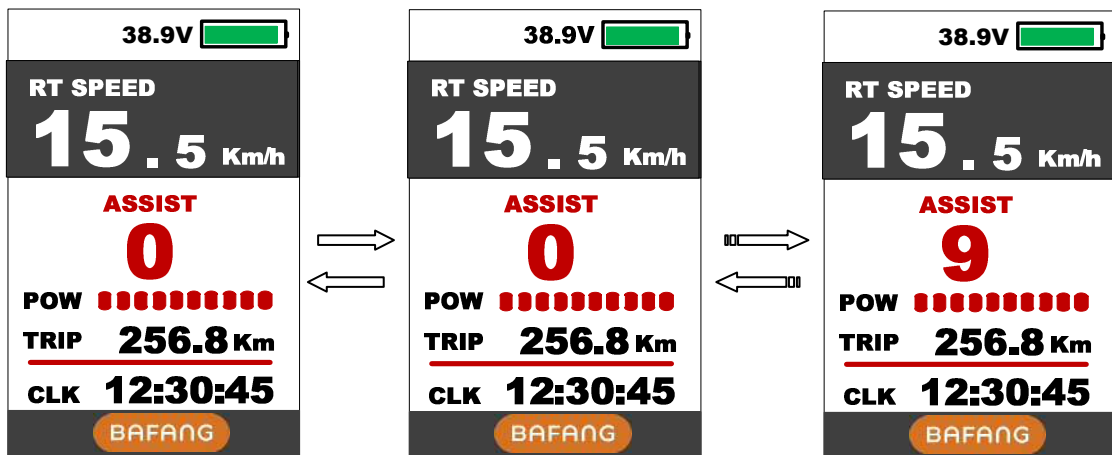 38.9V
RT SPEED
15.5 Km/h
ASSIST
0
POW
TRIP 256.8 Km
CLK 12:30:45
BAFANG
38.9V
RT SPEED
15.5 Km/h
ASSIST
0
POW
TRIP 256.8 Km
CLK 12:30:45
BAFANG
38.9V
RT SPEED
15.5 Km/h
ASSIST
9
POW
TRIP 256.8 Km
CLK 12:30:45
BAFANG